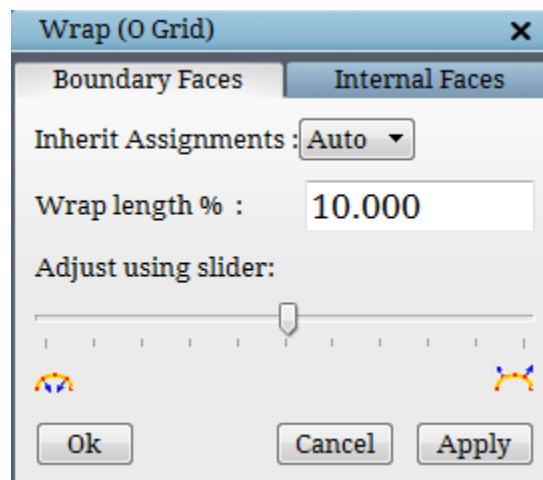 Wrap (O Grid)
Boundary Faces Internal Faces
Inherit Assignments : Auto
Wrap length % : 10.000
Adjust using slider:
Ok Cancel Apply